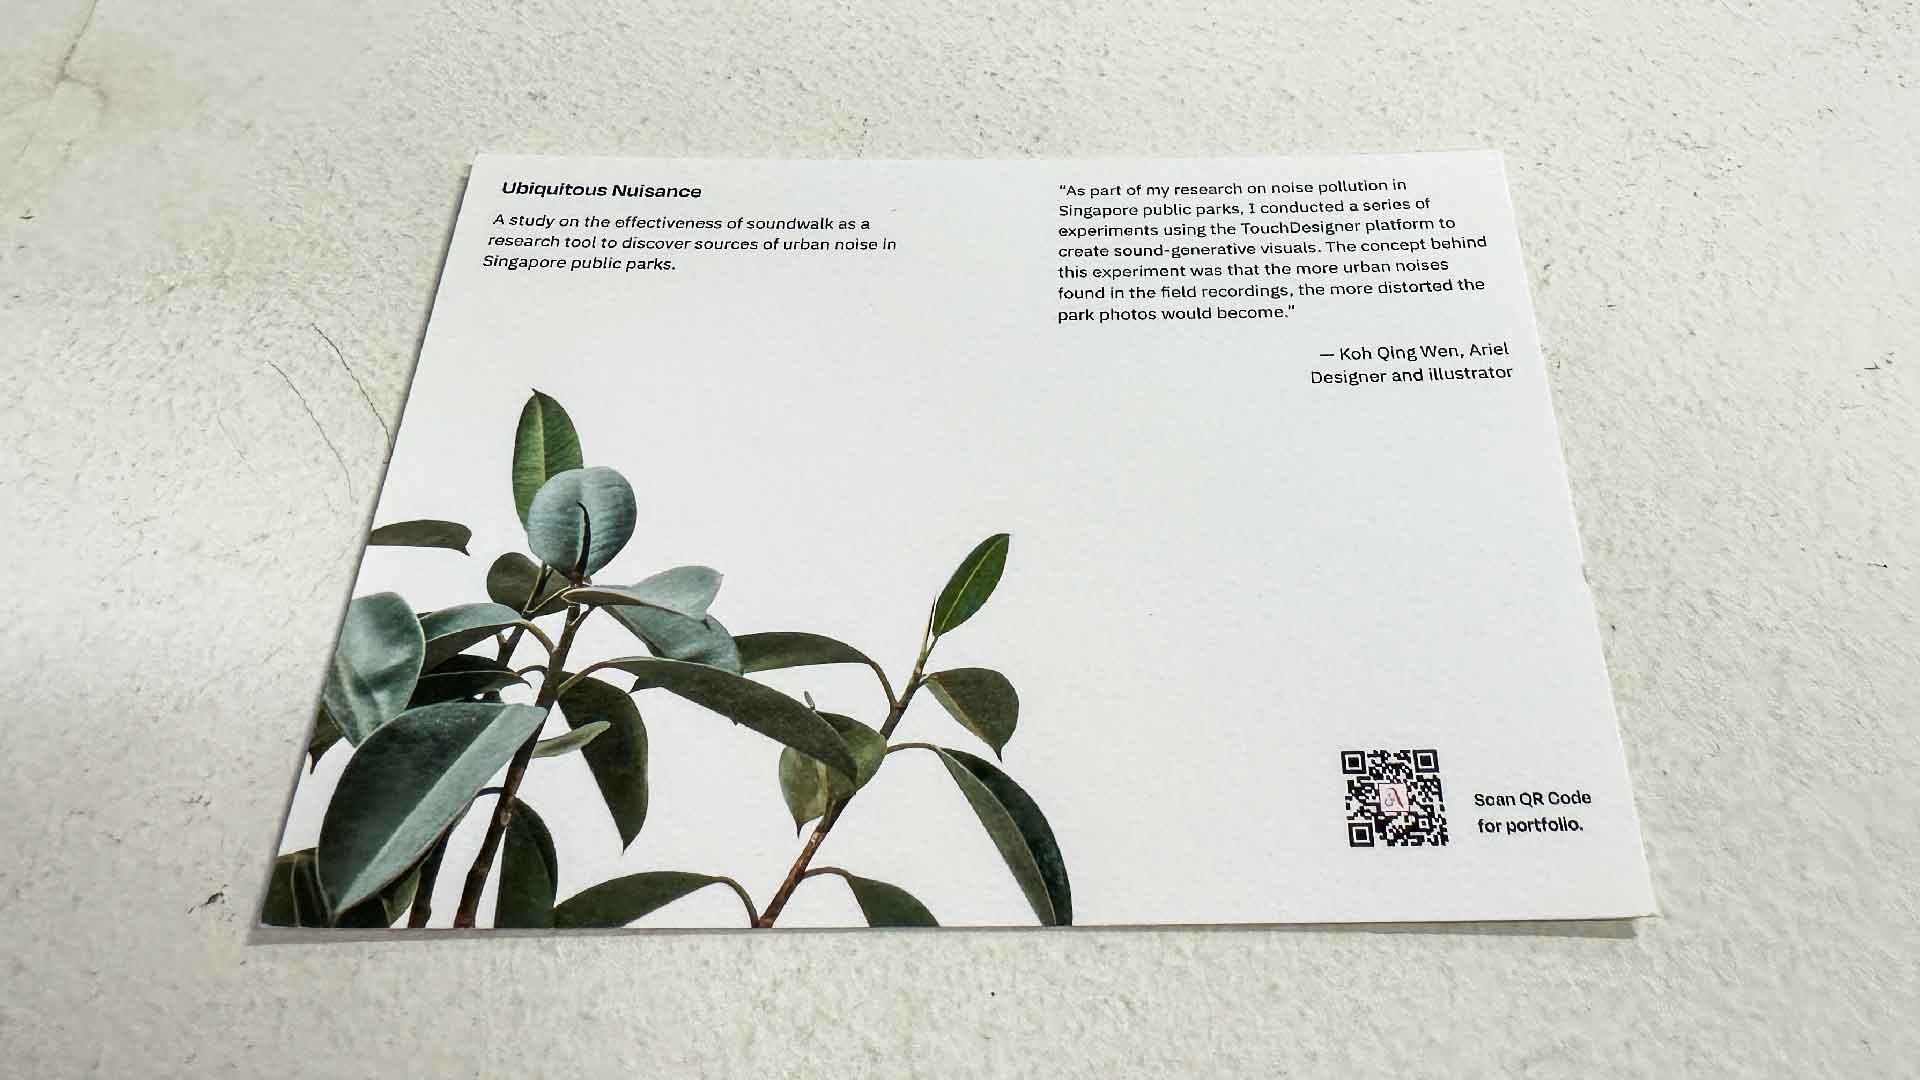 Ubiquitous Nuisance
A study on the effectiveness of soundwalk as a
research tool to discover sources of urban noise in
Singapore public parks.
"As part of my research on noise pollution in
Singapore public parks, I conducted a series of
experiments using the TouchDesigner platform to
create sound-generative visuals. The concept behind
this experiment was that the more urban noises
found in the field recordings, the more distorted the
park photos would become."
— Koh Qing Wen, Ariel
Designer and illustrator
Scan QR Code
for portfolio.